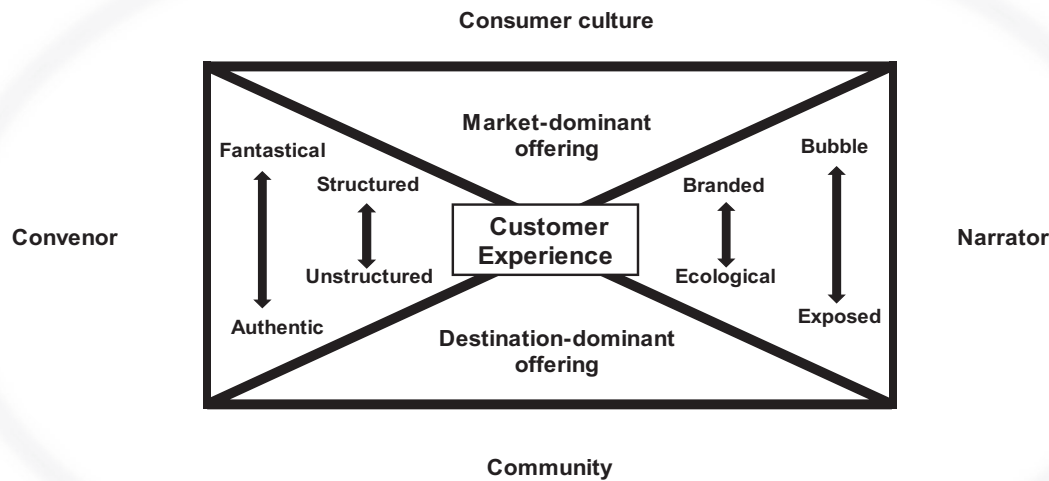 Consumer culture
Market-dominant
offering
Fantastical
Structured
Branded
Bubble
Convenor
Customer
Experience
Narrator
Unstructured
Ecological
Authentic
Exposed
Destination-dominant
offering
Community